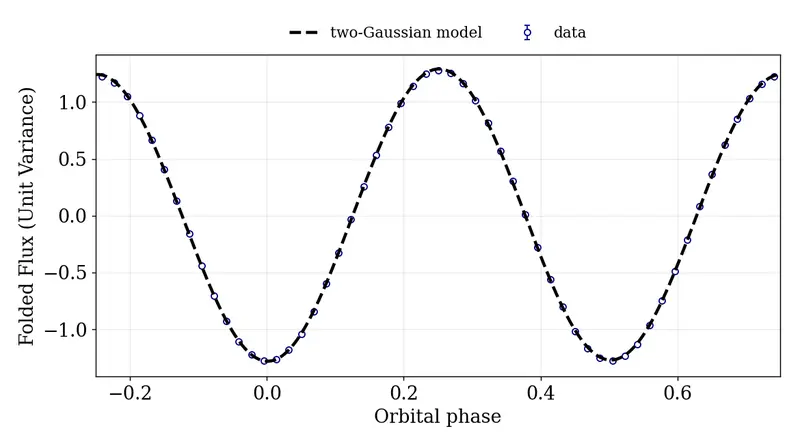 two-Gaussian model data
Folded Flux (Unit Variance)
1.0
0.5
0.0
−0.5
−1.0
−0.2 0.0 0.2 0.4 0.6
Orbital phase